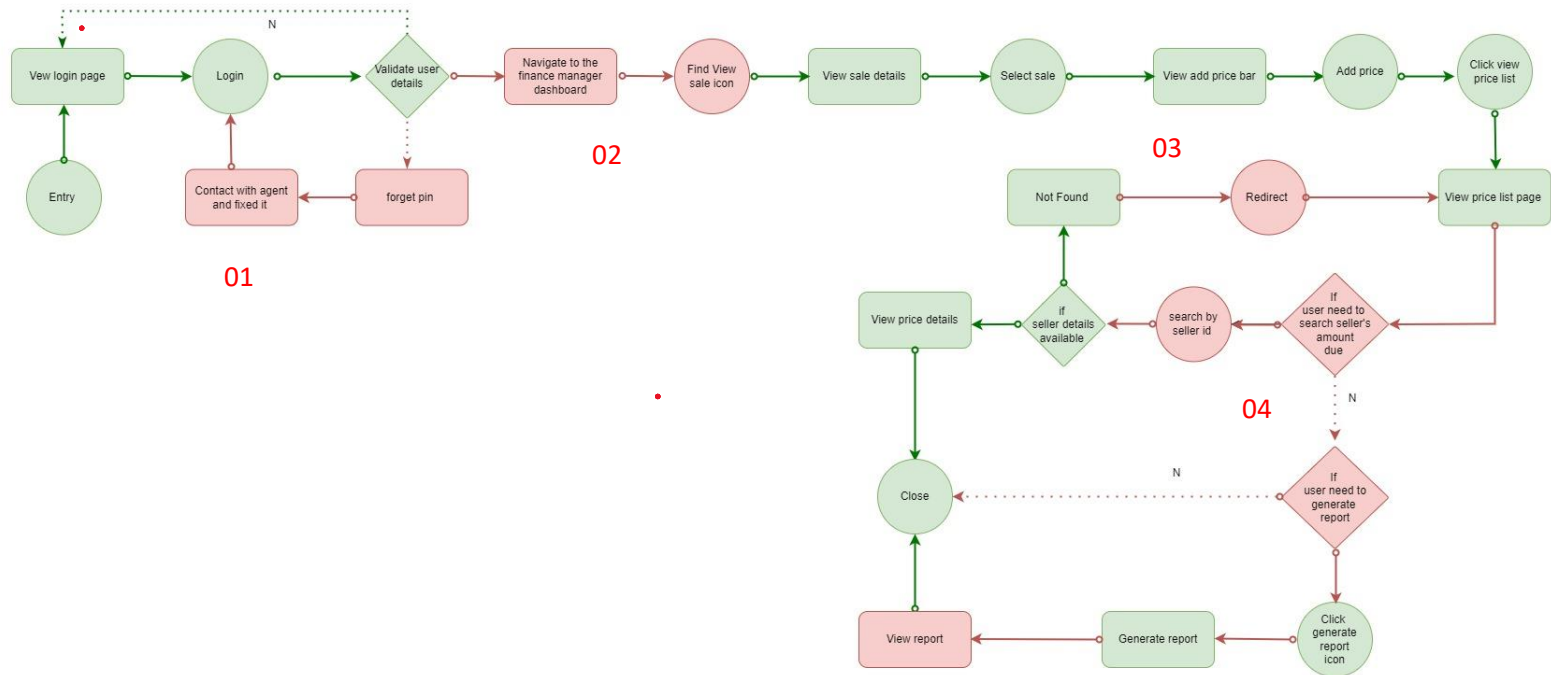 N
Vew login page
Login
Validate user
details
Navigate to the
finance manager
dashboard
Find View
sale icon
View sale details
Select sale
View add price bar
Add price
Click view
price list
02
03
Entry
Contact with agent
and fixed it
forget pin
Not Found
Redirect
View price list page
01
View price details
if
seller details
available
search by
seller id
If
user need to
search seller's
amount
due
04
N
Close
N
If
user need to
generate
report
View report
Generate report
Click
generate
report
icon